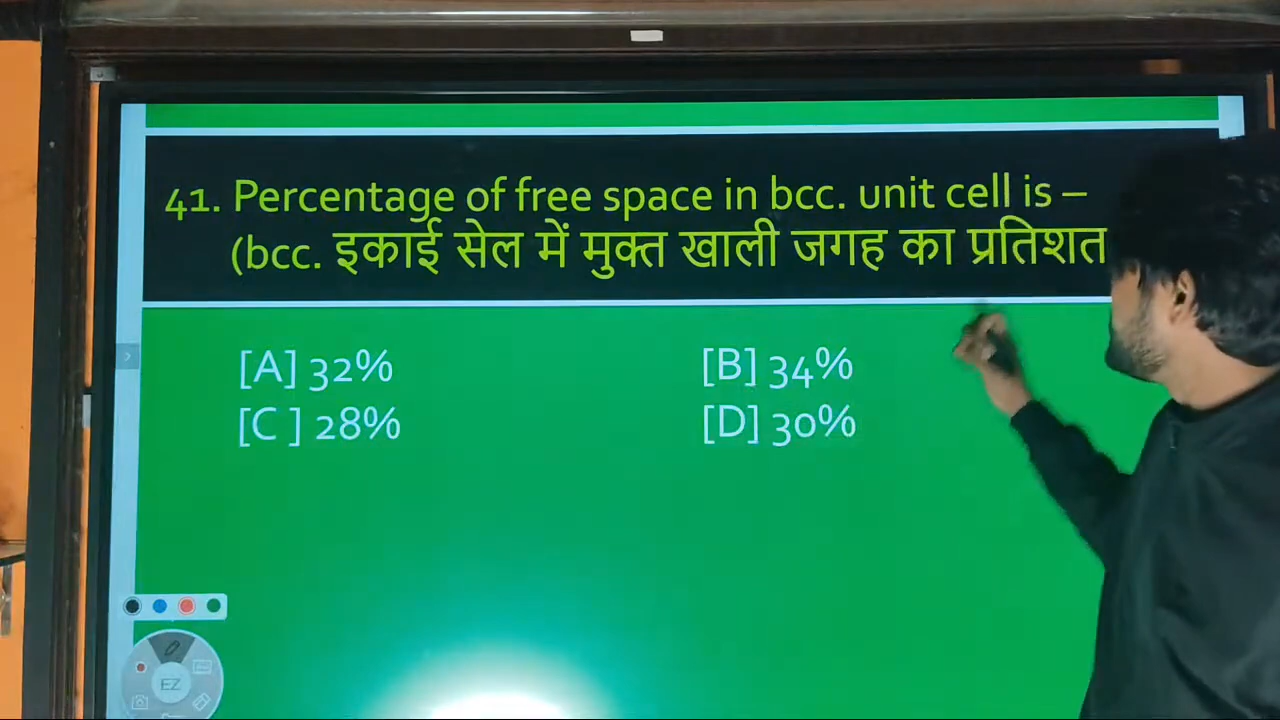 41. Percentage of free space in bcc. unit cell is –
(bcc. इकाई सेल में मुक्त खाली जगह का प्रतिशत
[A] 32%
[B] 34%
[C ] 28%
[D] 30%
EZ